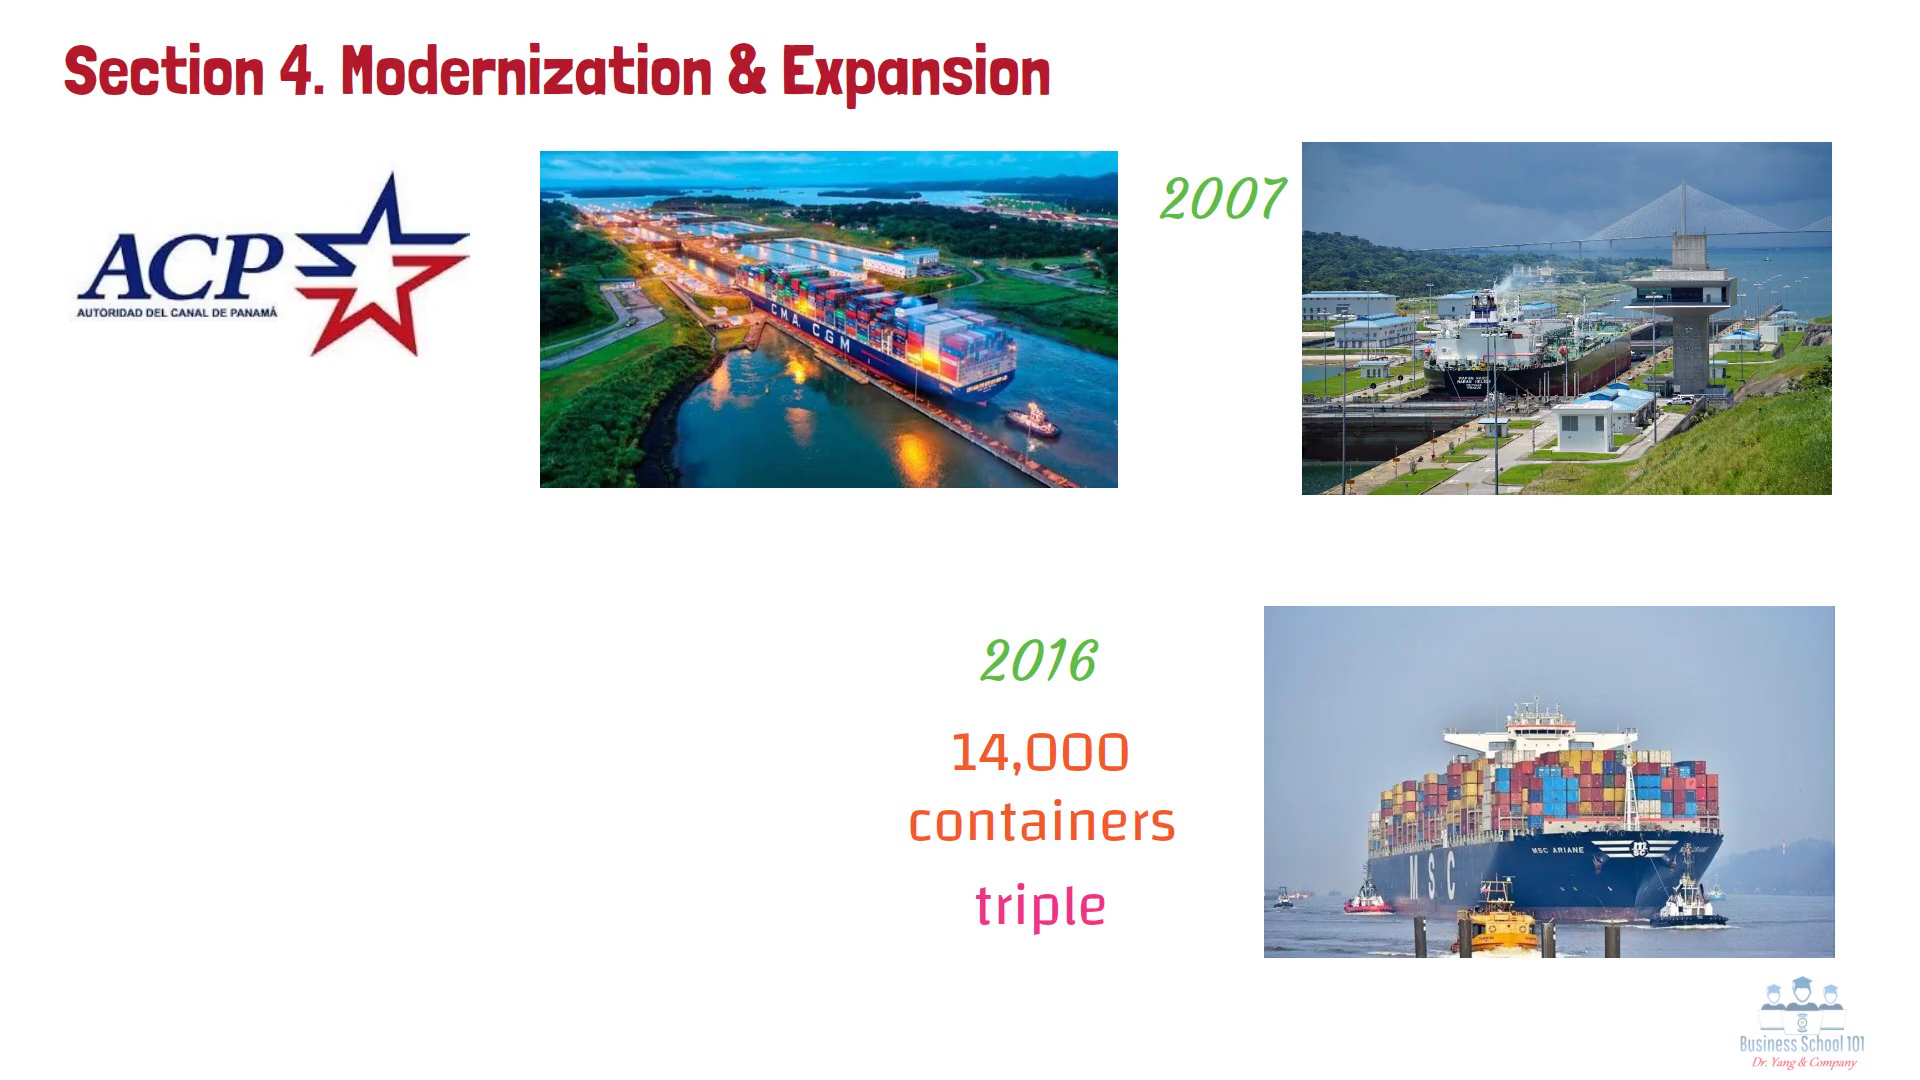 Section 4. Modernization & Expansion
ACP
AUTORIDAD DEL CANAL DE PANAMÁ
CMA CGM
2007
2016
14,000
containers
triple
MSC ARIANE
MSC
Business School 101
Dr. Yang & Company